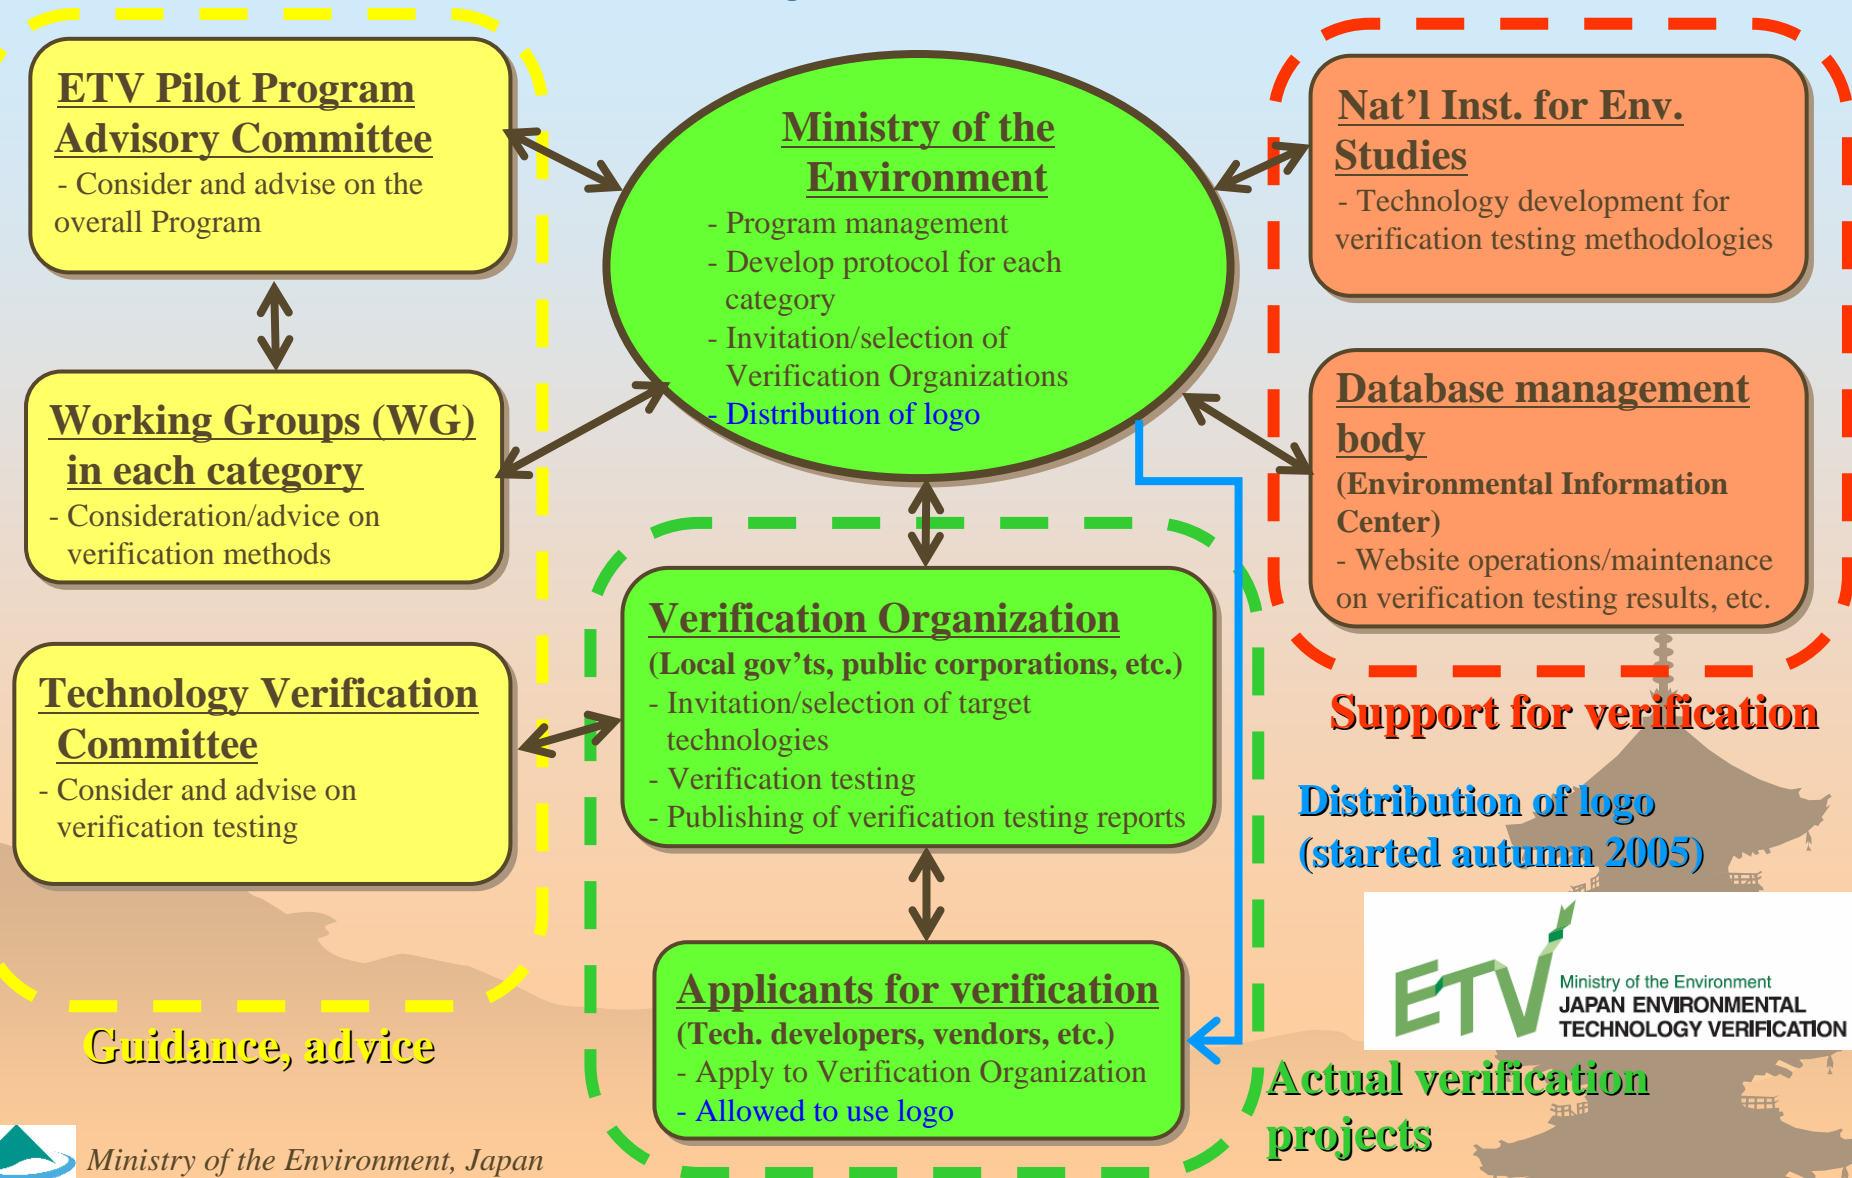 ETV Pilot Program
Advisory Committee
- Consider and advise on the
overall Program
Working Groups (WG)
in each category
- Consideration/advice on
verification methods
Technology Verification
Committee
- Consider and advise on
verification testing
Guidance, advice
Ministry of the
Environment
- Program management
- Develop protocol for each
category
- Invitation/selection of
Verification Organizations
- Distribution of logo
Verification Organization
(Local gov'ts, public corporations, etc.)
- Invitation/selection of target
technologies
- Verification testing
- Publishing of verification testing reports
Applicants for verification
(Tech. developers, vendors, etc.)
- Apply to Verification Organization
- Allowed to use logo
Nat’l Inst. for Env.
Studies
- Technology development for
verification testing methodologies
Database management
body
(Environmental Information
Center)
- Website operations/maintenance
on verification testing results, etc.
Support for verification
Distribution of logo
(started autumn 2005)
ETV
Ministry of the Environment
JAPAN ENVIRONMENTAL
TECHNOLOGY VERIFICATION
Actual verification
projects
Ministry of the Environment, Japan